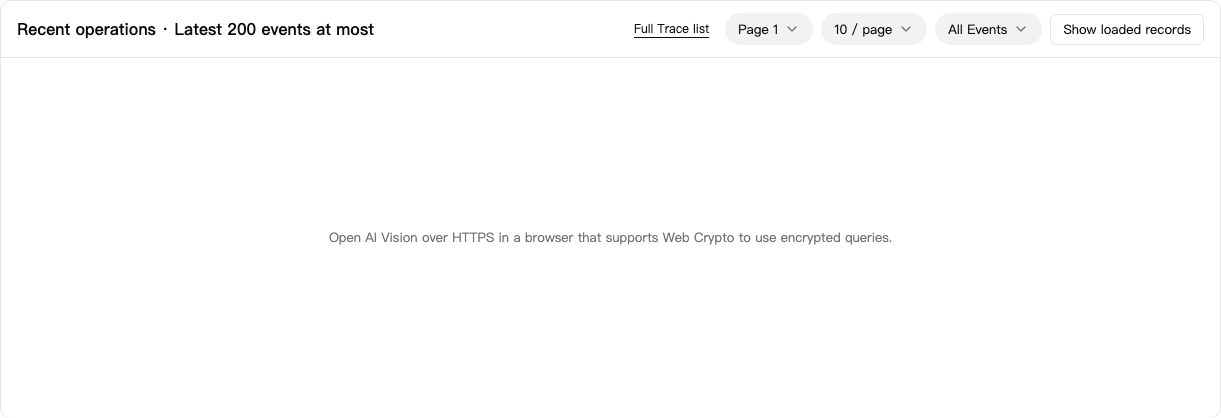 Recent operations · Latest 200 events at most
Full Trace list
Page 1
10 / page
All Events
Show loaded records
Open AI Vision over HTTPS in a browser that supports Web Crypto to use encrypted queries.